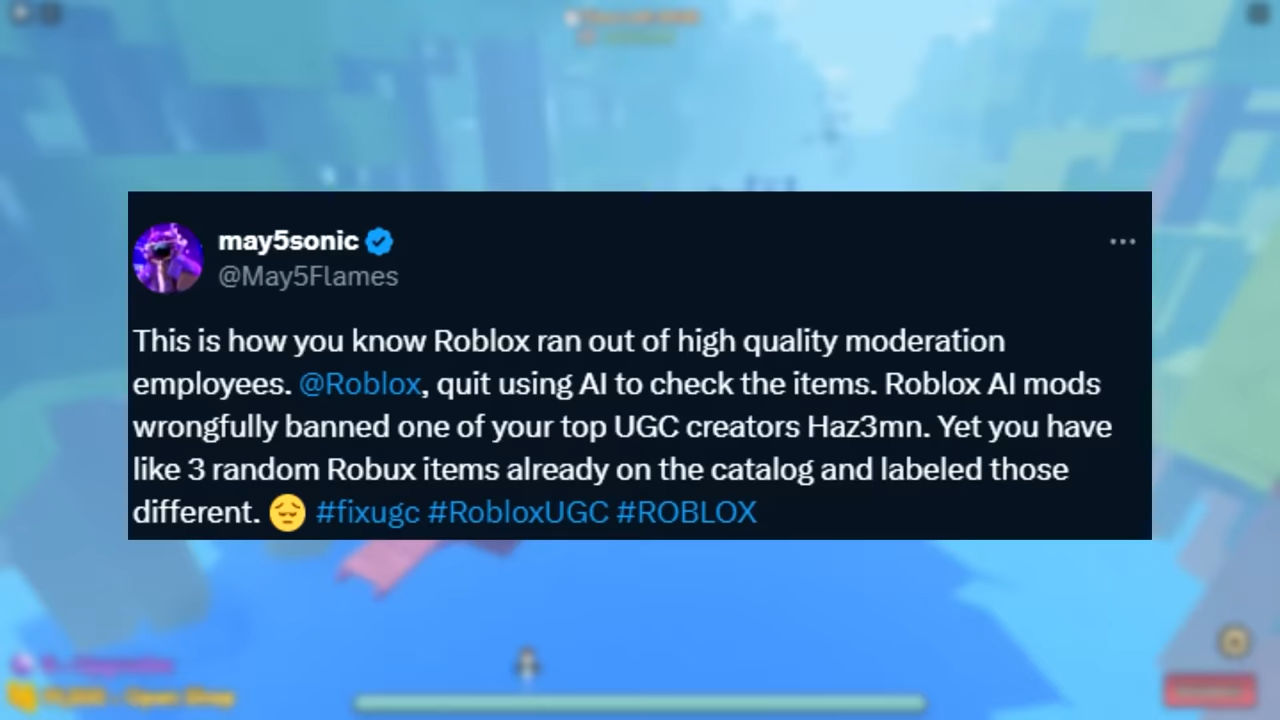 may5sonic
@May5Flames
This is how you know Roblox ran out of high quality moderation
employees. @Roblox, quit using AI to check the items. Roblox AI mods
wrongfully banned one of your top UGC creators Haz3mn. Yet you have
like 3 random Robux items already on the catalog and labeled those
different. 😔 #fixugc #RobloxUGC #ROBLOX